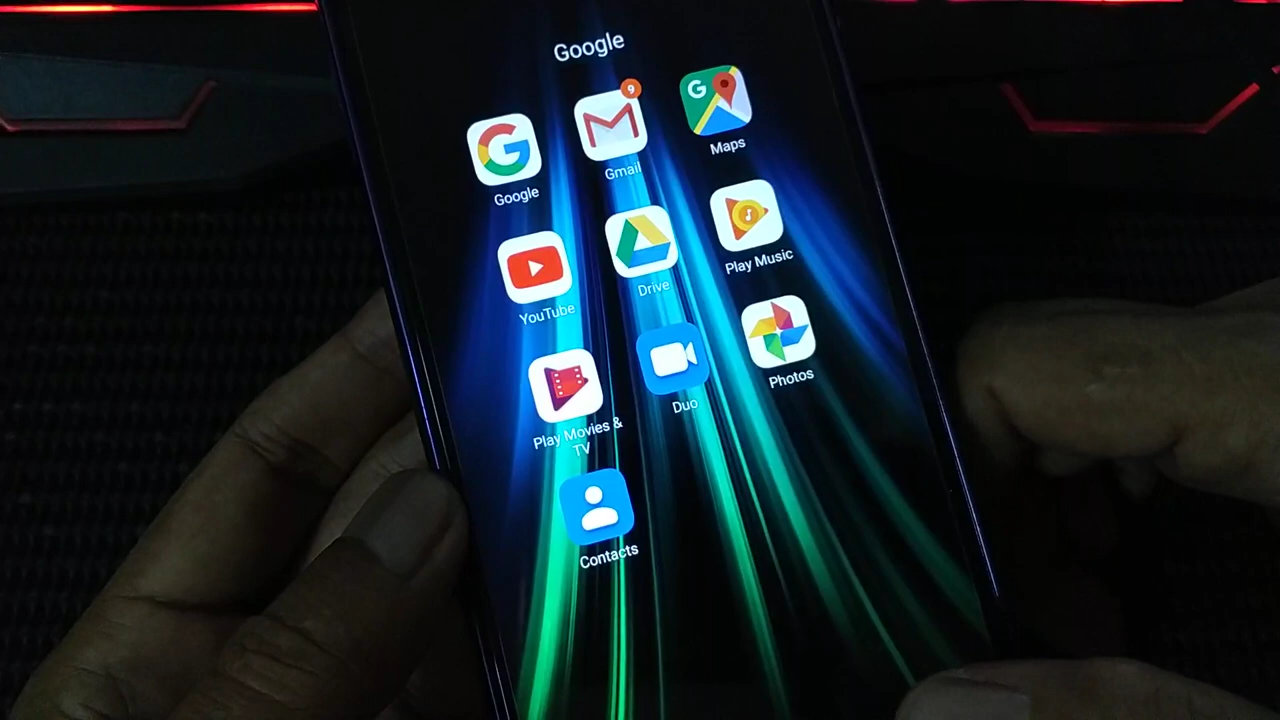 Google
9
G
Google
Gmail
Maps
YouTube
Drive
Play Music
Play Movies &
TV
Duo
Photos
Contacts